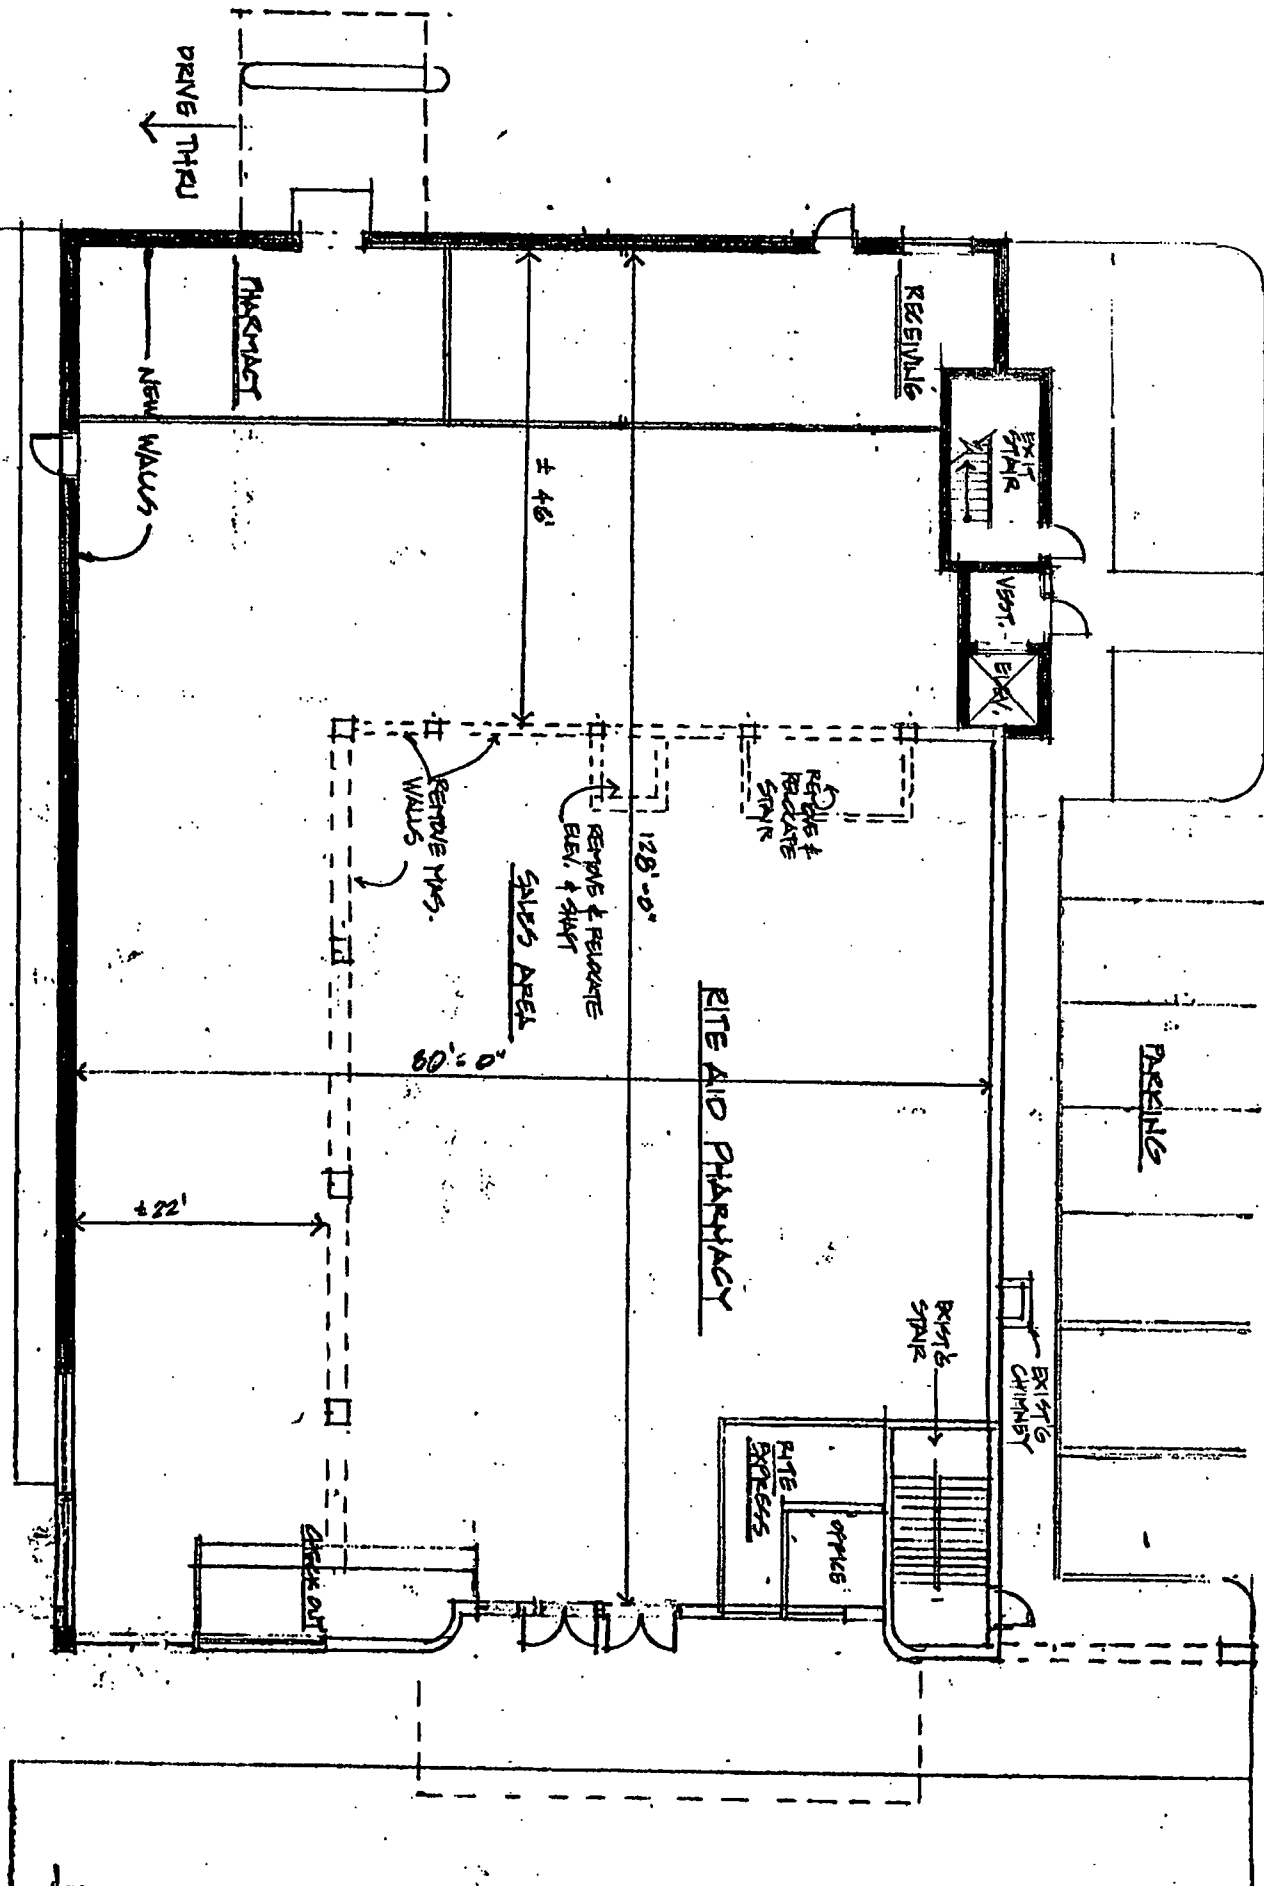 DRIVE THRU
PHARMACY
RECEIVING
NEW WALLS
EXIT
STAIR
± 46'
VEST.
ELEV.
REMOVE MAS.
WALLS
REMOVE & RELOCATE
ELEV. & SHAFT
REMOVE &
RELOCATE
STAIR
128'-0"
SALES AREA
80'-0"
RITE AID PHARMACY
PARKING
±22'
EXIST'G
STAIR
EXIST'G
CHIMNEY
RITE
EXPRESS
OFFICE
CHECK OUT